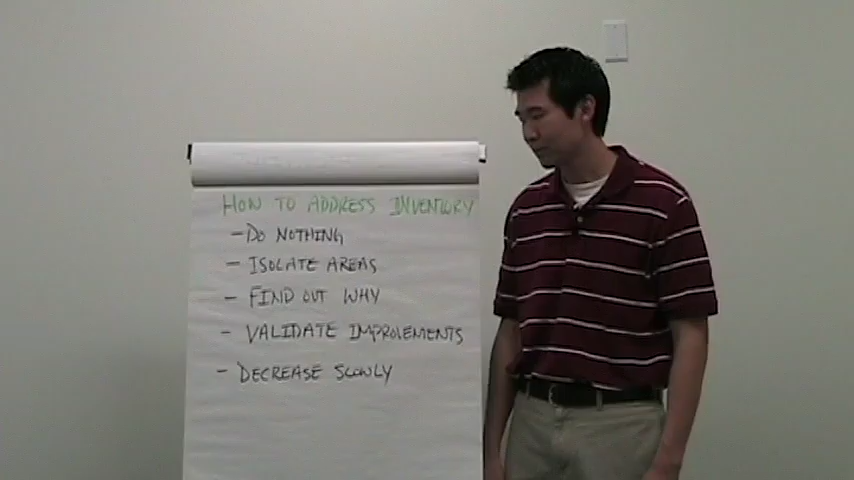 HOW TO ADDRESS INVENTORY
- DO NOTHING
- ISOLATE AREAS
- FIND OUT WHY
- VALIDATE IMPROVEMENTS
- DECREASE SLOWLY